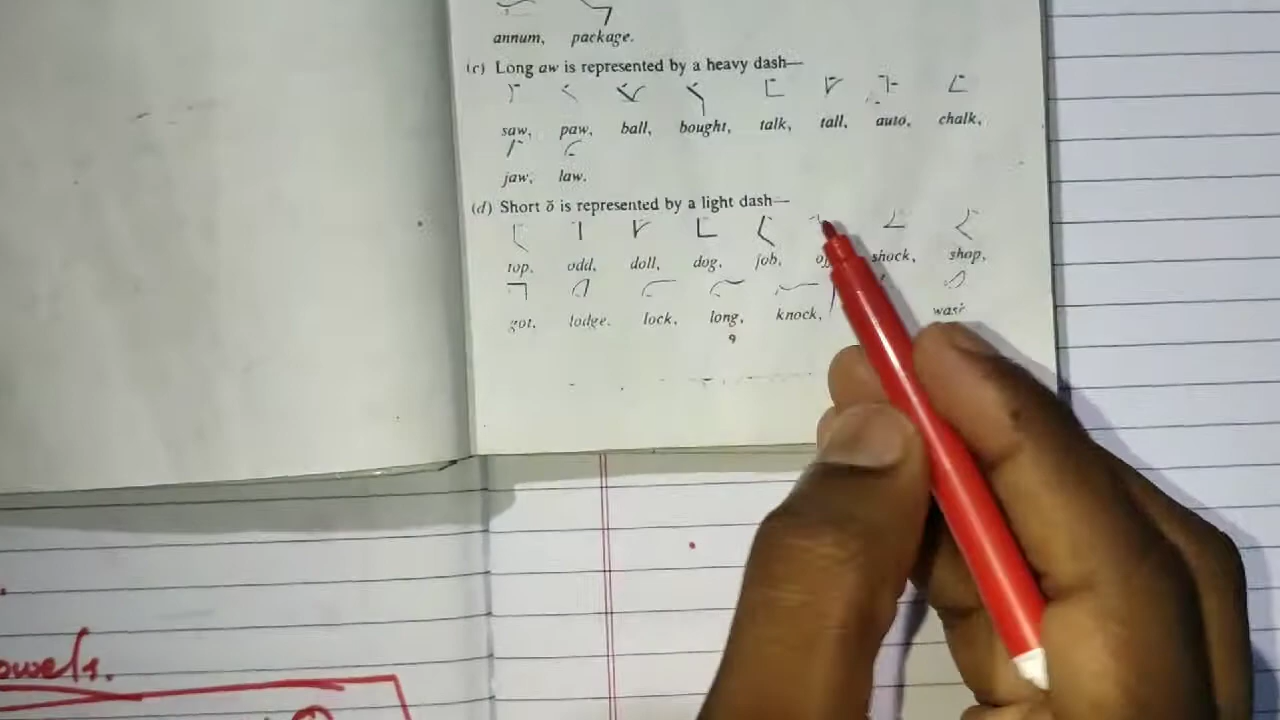 annum, package.
(c) Long aw is represented by a heavy dash—
saw, paw, ball, bought, talk, tall, auto, chalk,
jaw, law.
(d) Short ŏ is represented by a light dash—
top, odd, doll, dog, job, shock, shop,
got, lodge. lock, long, knock,
9